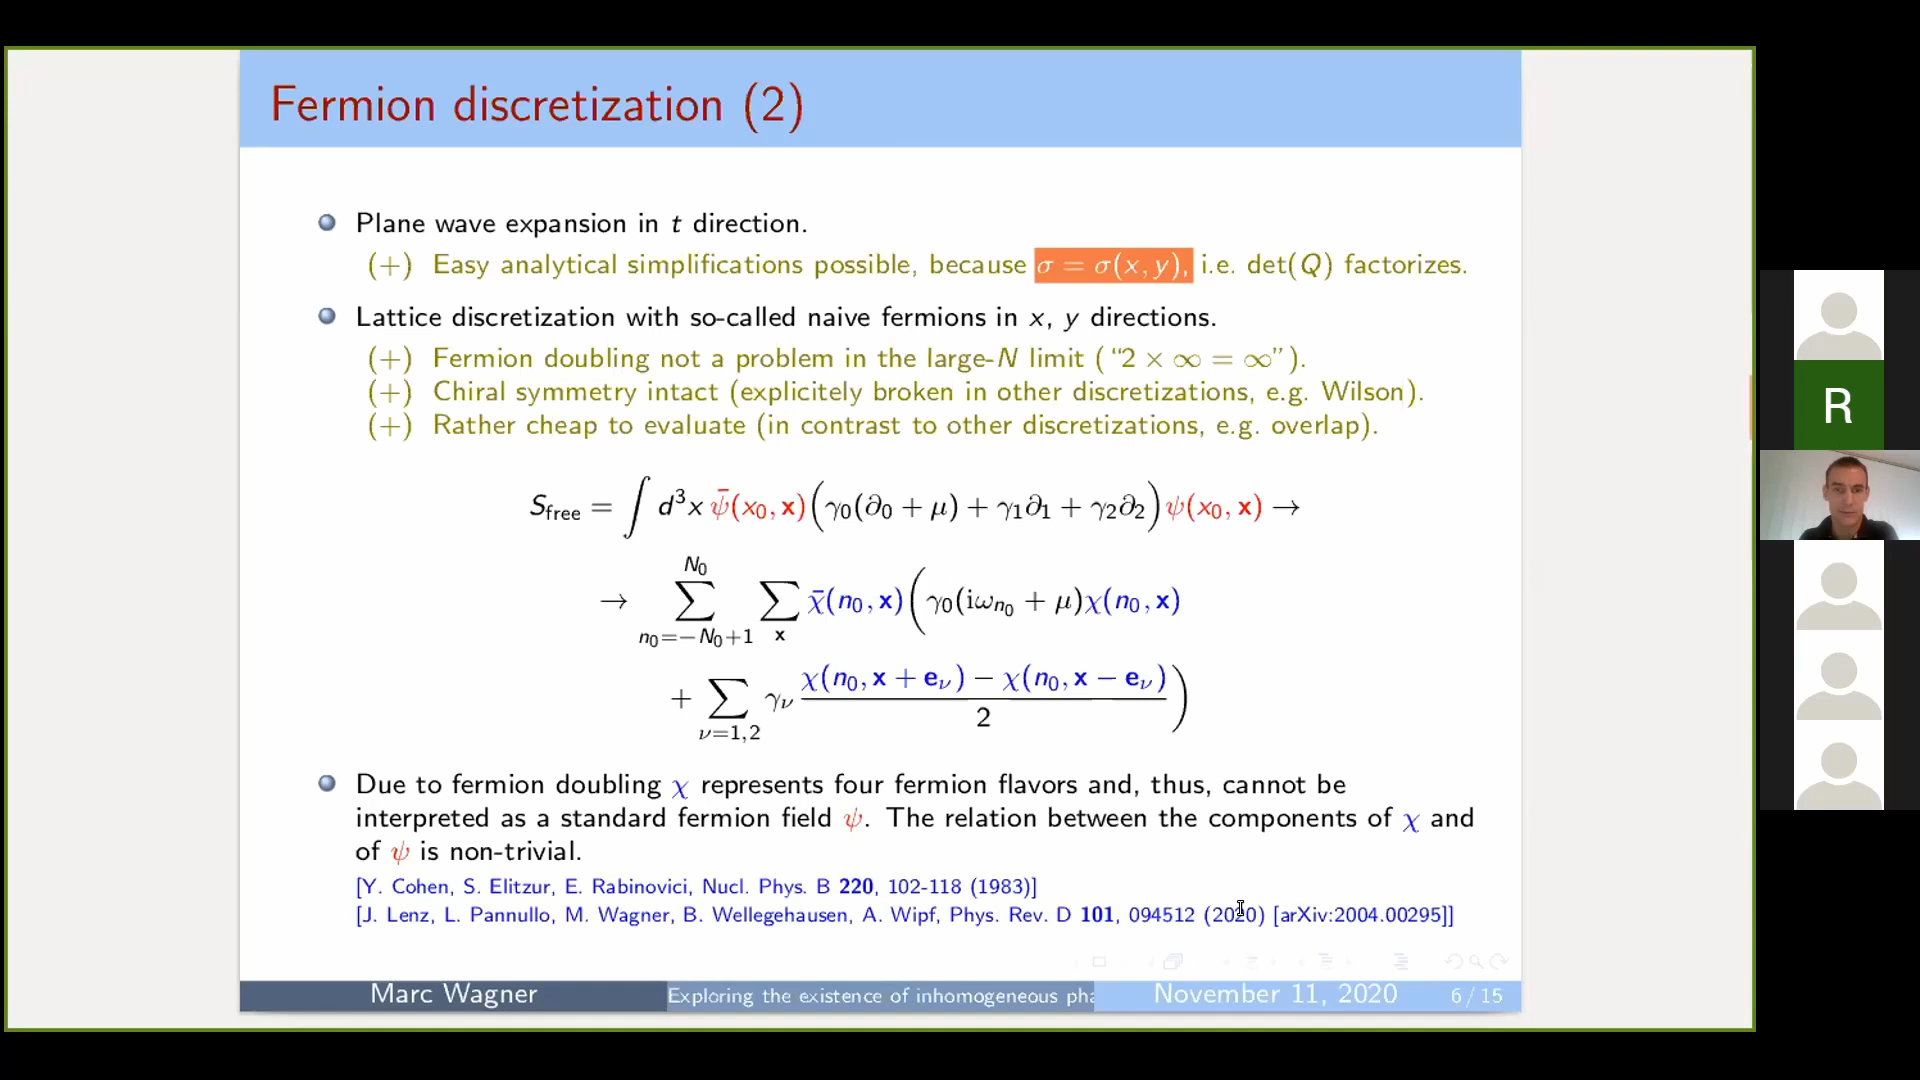 Fermion discretization (2)
Plane wave expansion in t direction.
(+) Easy analytical simplifications possible, because σ = σ(x, y), i.e. det(Q) factorizes.
Lattice discretization with so-called naive fermions in x, y directions.
(+) Fermion doubling not a problem in the large-N limit (“2 × ∞ = ∞”).
(+) Chiral symmetry intact (explicitely broken in other discretizations, e.g. Wilson).
(+) Rather cheap to evaluate (in contrast to other discretizations, e.g. overlap).
S_free = ∫ d³x ψ̄(x₀, x)(γ₀(∂₀ + μ) + γ₁∂₁ + γ₂∂₂)ψ(x₀, x) →
→ ∑_{n₀=−N₀+1}^{N₀} ∑_x χ̄(n₀, x)(γ₀(iω_{n₀} + μ)χ(n₀, x)
+ ∑_{ν=1,2} γ_ν (χ(n₀, x + e_ν) − χ(n₀, x − e_ν))/2)
Due to fermion doubling χ represents four fermion flavors and, thus, cannot be
interpreted as a standard fermion field ψ. The relation between the components of χ and
of ψ is non-trivial.
[Y. Cohen, S. Elitzur, E. Rabinovici, Nucl. Phys. B 220, 102-118 (1983)]
[J. Lenz, L. Pannullo, M. Wagner, B. Wellegehausen, A. Wipf, Phys. Rev. D 101, 094512 (2020) [arXiv:2004.00295]]
Marc Wagner
Exploring the existence of inhomogeneous pha
November 11, 2020
6 / 15
R